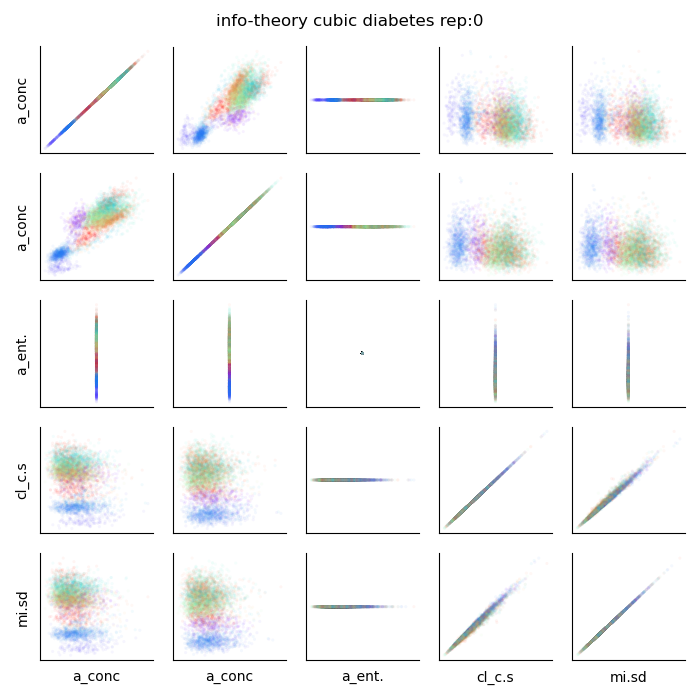 info-theory cubic diabetes rep:0
a_conc
a_conc
a_ent.
cl_c.s
mi.sd
a_conc
a_conc
a_ent.
cl_c.s
mi.sd